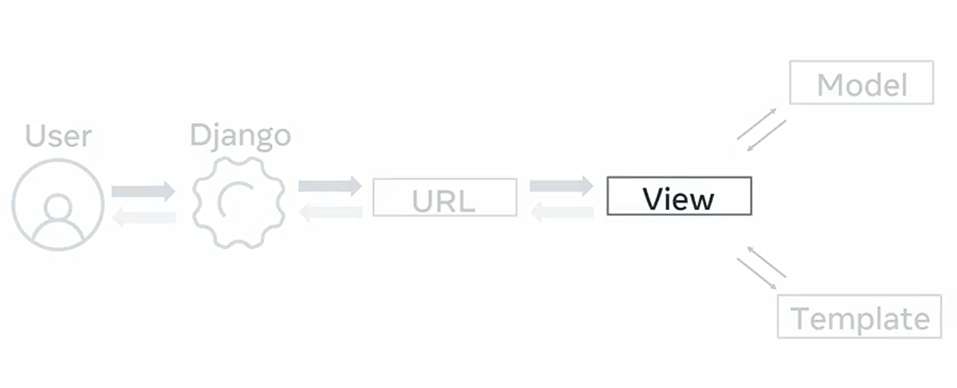 User
Django
URL
View
Model
Template